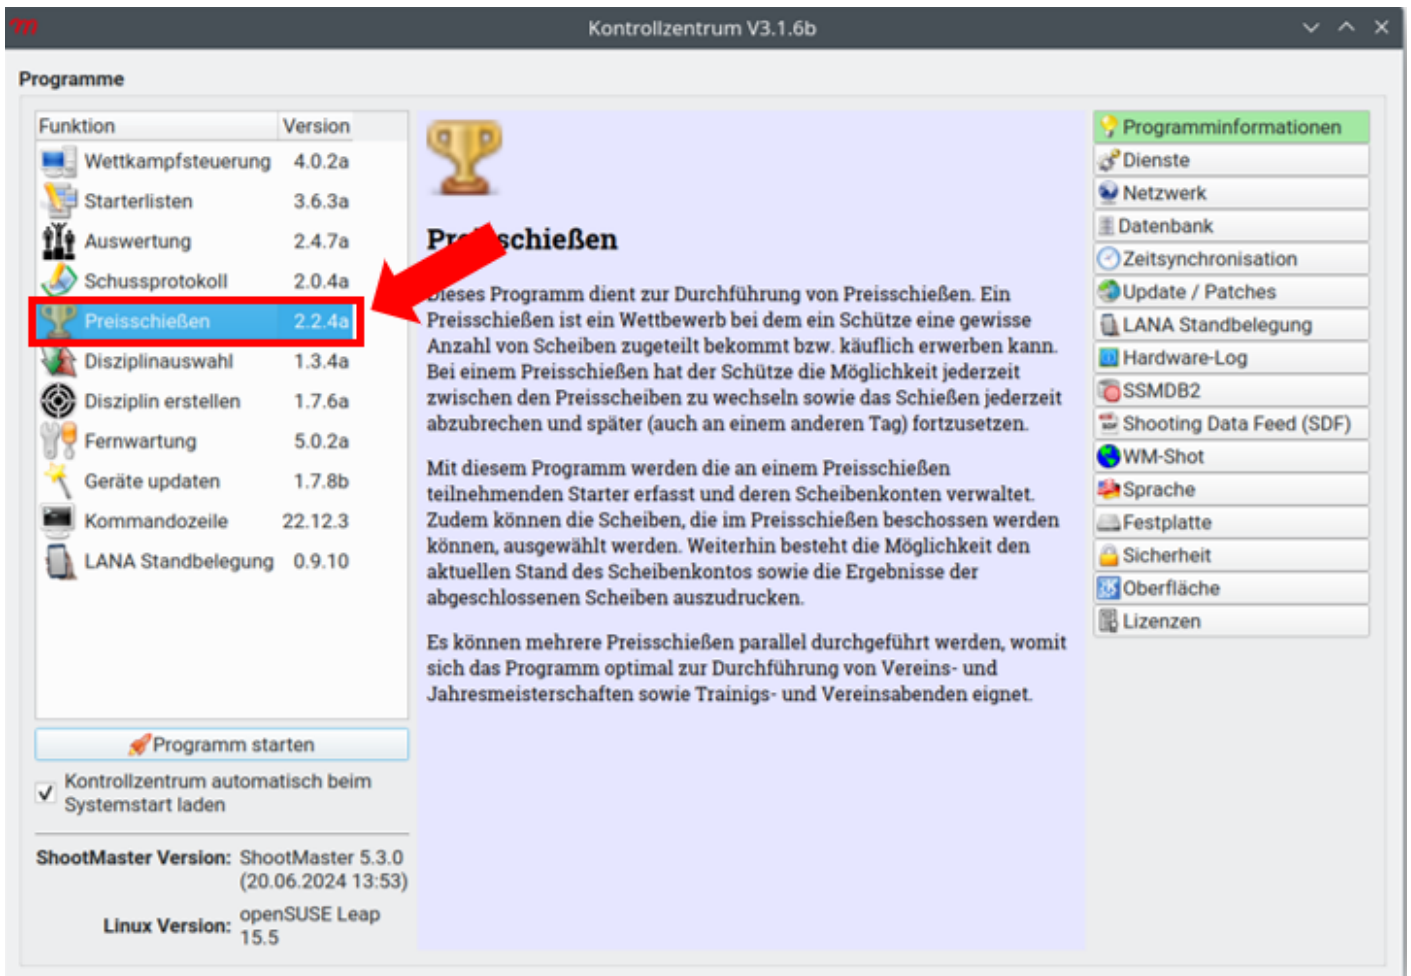 Kontrollzentrum V3.1.6b
Programme
Funktion Version
Wettkampfsteuerung 4.0.2a
Starterlisten 3.6.3a
Auswertung 2.4.7a
Schussprotokoll 2.0.4a
Preisschießen 2.2.4a
Disziplinauswahl 1.3.4a
Disziplin erstellen 1.7.6a
Fernwartung 5.0.2a
Geräte updaten 1.7.8b
Kommandozeile 22.12.3
LANA Standbelegung 0.9.10
Programm starten
Kontrollzentrum automatisch beim
Systemstart laden
ShootMaster Version: ShootMaster 5.3.0
(20.06.2024 13:53)
Linux Version: openSUSE Leap
15.5
Preisschießen
Dieses Programm dient zur Durchführung von Preisschießen. Ein
Preisschießen ist ein Wettbewerb bei dem ein Schütze eine gewisse
Anzahl von Scheiben zugeteilt bekommt bzw. käuflich erwerben kann.
Bei einem Preisschießen hat der Schütze die Möglichkeit jederzeit
zwischen den Preisscheiben zu wechseln sowie das Schießen jederzeit
abzubrechen und später (auch an einem anderen Tag) fortzusetzen.
Mit diesem Programm werden die an einem Preisschießen
teilnehmenden Starter erfasst und deren Scheibenkonten verwaltet.
Zudem können die Scheiben, die im Preisschießen beschossen werden
können, ausgewählt werden. Weiterhin besteht die Möglichkeit den
aktuellen Stand des Scheibenkontos sowie die Ergebnisse der
abgeschlossenen Scheiben auszudrucken.
Es können mehrere Preisschießen parallel durchgeführt werden, womit
sich das Programm optimal zur Durchführung von Vereins- und
Jahresmeisterschaften sowie Trainigs- und Vereinsabenden eignet.
Programminformationen
Dienste
Netzwerk
Datenbank
Zeitsynchronisation
Update / Patches
LANA Standbelegung
Hardware-Log
SSMDB2
Shooting Data Feed (SDF)
WM-Shot
Sprache
Festplatte
Sicherheit
Oberfläche
Lizenzen